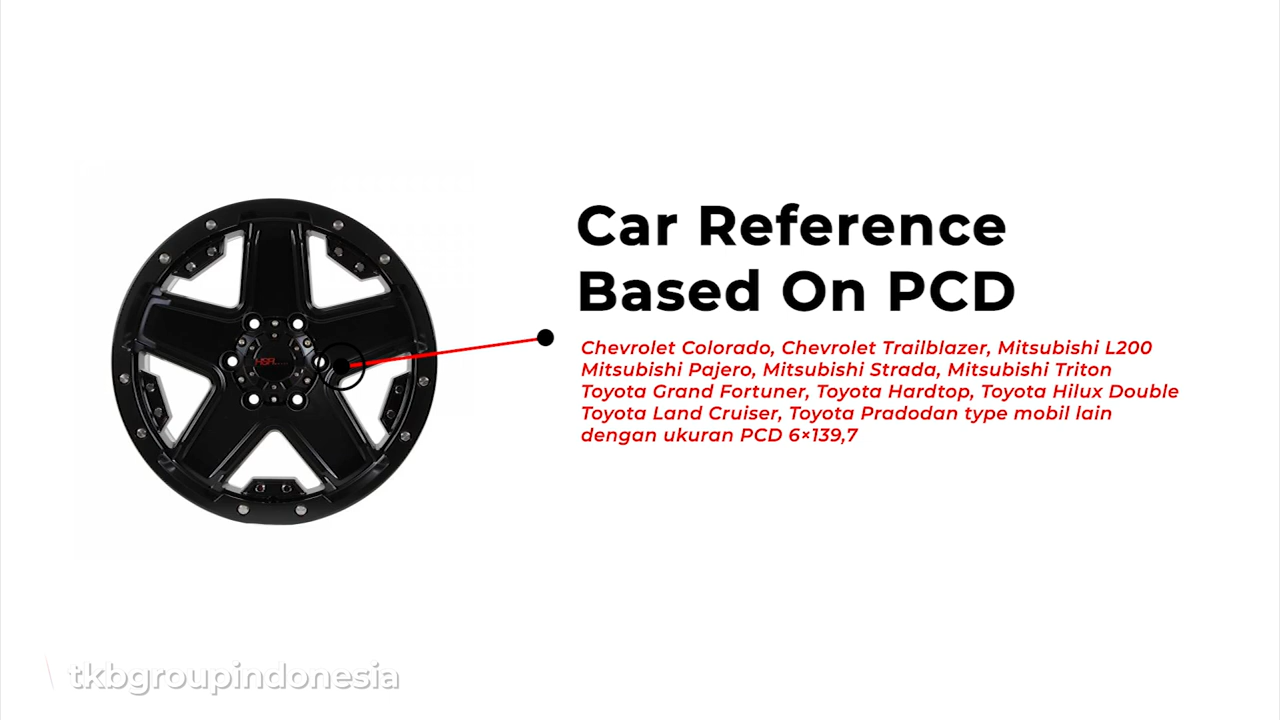 Car Reference
Based On PCD
Chevrolet Colorado, Chevrolet Trailblazer, Mitsubishi L200
Mitsubishi Pajero, Mitsubishi Strada, Mitsubishi Triton
Toyota Grand Fortuner, Toyota Hardtop, Toyota Hilux Double
Toyota Land Cruiser, Toyota Pradodan type mobil lain
dengan ukuran PCD 6×139,7
HSR
tkbgroupindonesia